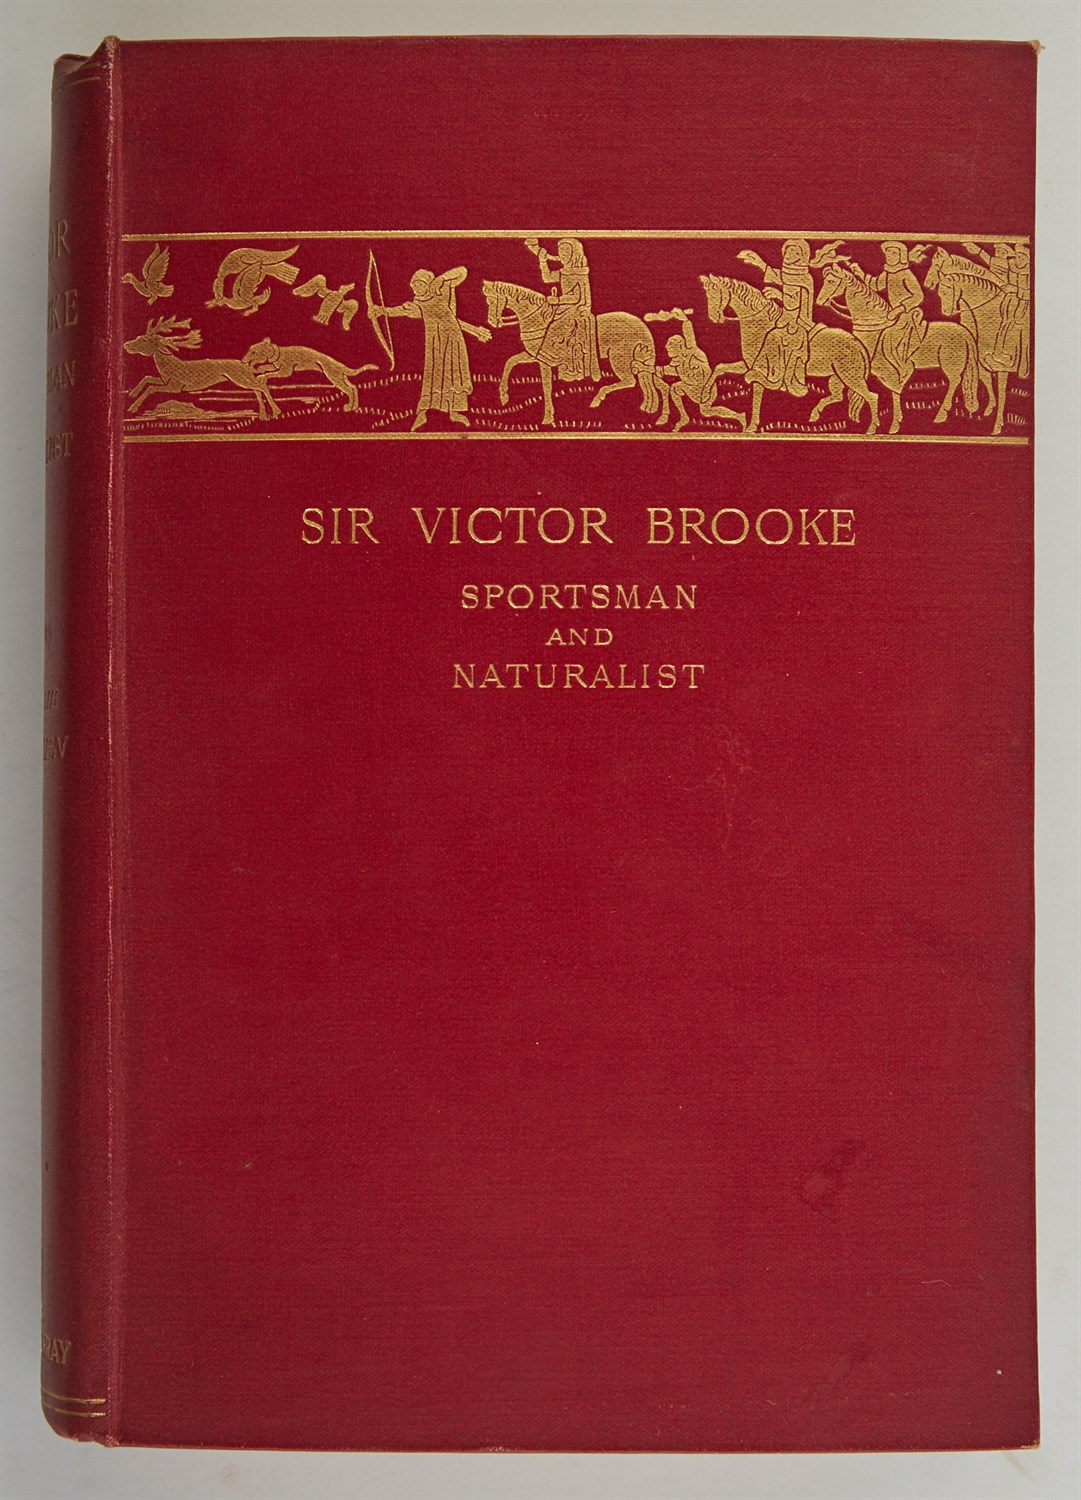 SIR VICTOR BROOKE
SPORTSMAN
AND
NATURALIST